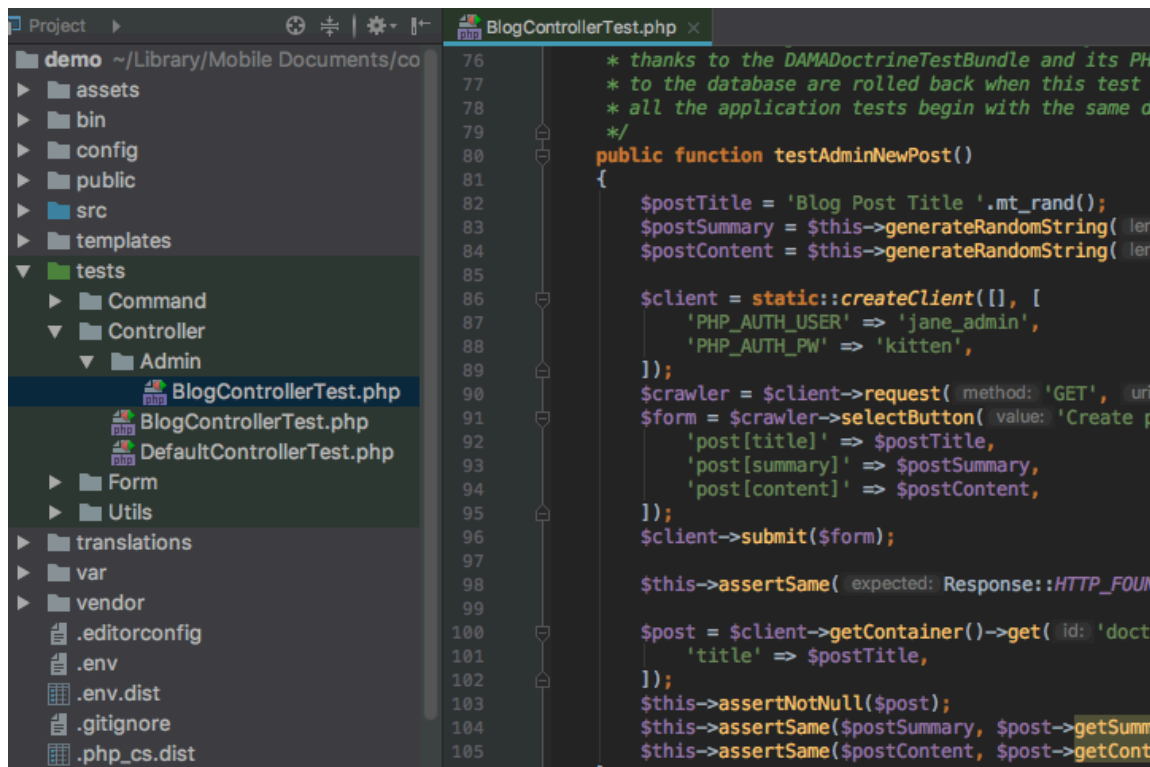 Project
demo ~/Library/Mobile Documents/co
assets
bin
config
public
src
templates
tests
Command
Controller
Admin
BlogControllerTest.php
BlogControllerTest.php
DefaultControllerTest.php
Form
Utils
translations
var
vendor
.editorconfig
.env
.env.dist
.gitignore
.php_cs.dist
BlogControllerTest.php
76 * thanks to the DAMADoctrineTestBundle and its PH
77 * to the database are rolled back when this test
78 * all the application tests begin with the same d
79 */
80 public function testAdminNewPost()
81 {
82 $postTitle = 'Blog Post Title '.mt_rand();
83 $postSummary = $this->generateRandomString( len
84 $postContent = $this->generateRandomString( len
85
86 $client = static::createClient([], [
87 'PHP_AUTH_USER' => 'jane_admin',
88 'PHP_AUTH_PW' => 'kitten',
89 ]);
90 $crawler = $client->request( method: 'GET', uri
91 $form = $crawler->selectButton( value: 'Create p
92 'post[title]' => $postTitle,
93 'post[summary]' => $postSummary,
94 'post[content]' => $postContent,
95 ]);
96 $client->submit($form);
97
98 $this->assertSame( expected: Response::HTTP_FOUN
99
100 $post = $client->getContainer()->get( id: 'doct
101 'title' => $postTitle,
102 ]);
103 $this->assertNotNull($post);
104 $this->assertSame($postSummary, $post->getSumm
105 $this->assertSame($postContent, $post->getCont